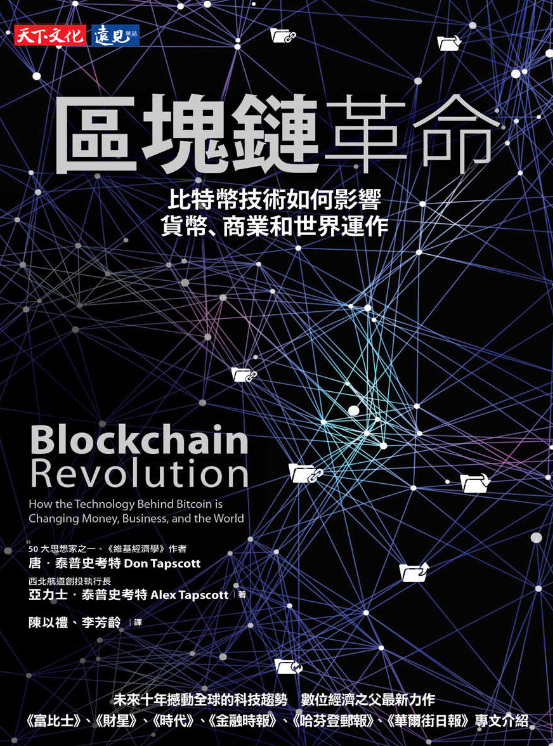 天下文化 遠見雜誌
區塊鏈革命
比特幣技術如何影響
貨幣、商業和世界運作
Blockchain
Revolution
How the Technology Behind Bitcoin is
Changing Money, Business, and the World
50 大思想家之一、《維基經濟學》作者
唐.泰普史考特 Don Tapscott
西北航道創投執行長
亞力士.泰普史考特 Alex Tapscott｜著
陳以禮、李芳齡｜譯
未來十年撼動全球的科技趨勢 數位經濟之父最新力作
《富比士》、《財星》、《時代》、《金融時報》、《哈芬登郵報》、《華爾街日報》專文介紹